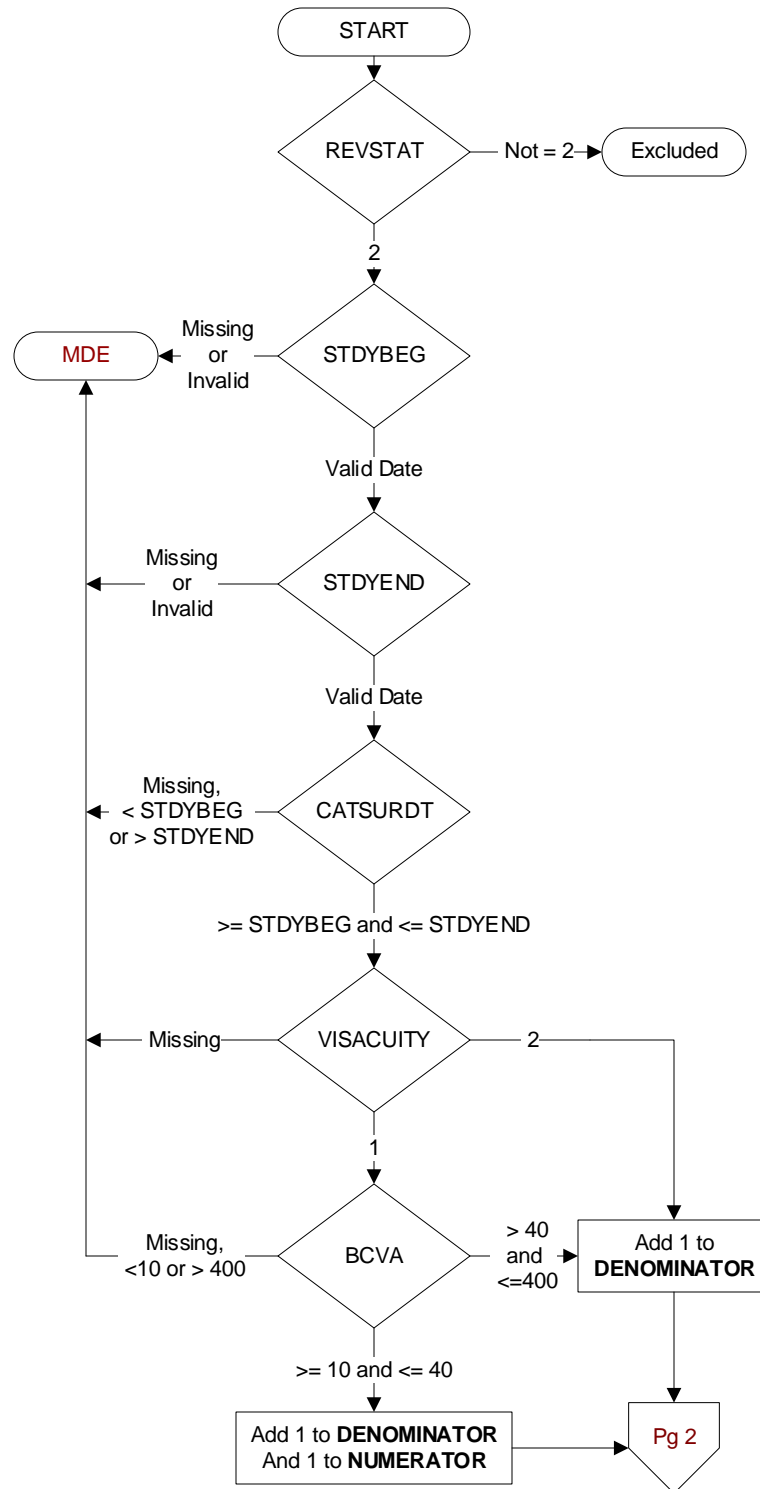 START
REVSTAT
Not = 2
Excluded
2
Missing
or
Invalid
MDE
STDYBEG
Valid Date
Missing
or
Invalid
STDYEND
Valid Date
Missing,
< STDYBEG
or > STDYEND
CATSURDT
>= STDYBEG and <= STDYEND
Missing
VISACUITY
2
1
Missing,
<10 or > 400
BCVA
> 40
and
<=400
Add 1 to
DENOMINATOR
>= 10 and <= 40
Add 1 to DENOMINATOR
And 1 to NUMERATOR
Pg 2